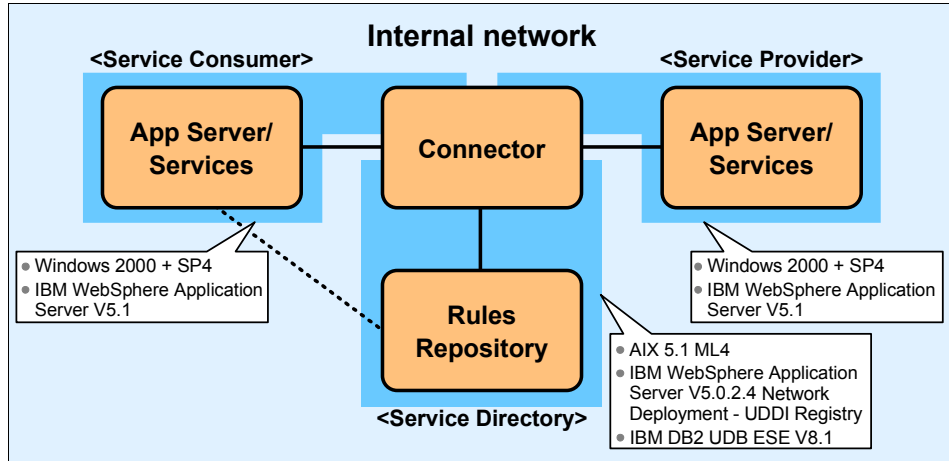 Internal network
<Service Consumer>
<Service Provider>
App Server/
Services
Connector
App Server/
Services
● Windows 2000 + SP4
● IBM WebSphere Application
Server V5.1
● Windows 2000 + SP4
● IBM WebSphere Application
Server V5.1
Rules
Repository
● AIX 5.1 ML4
● IBM WebSphere Application
Server V5.0.2.4 Network
Deployment - UDDI Registry
● IBM DB2 UDB ESE V8.1
<Service Directory>